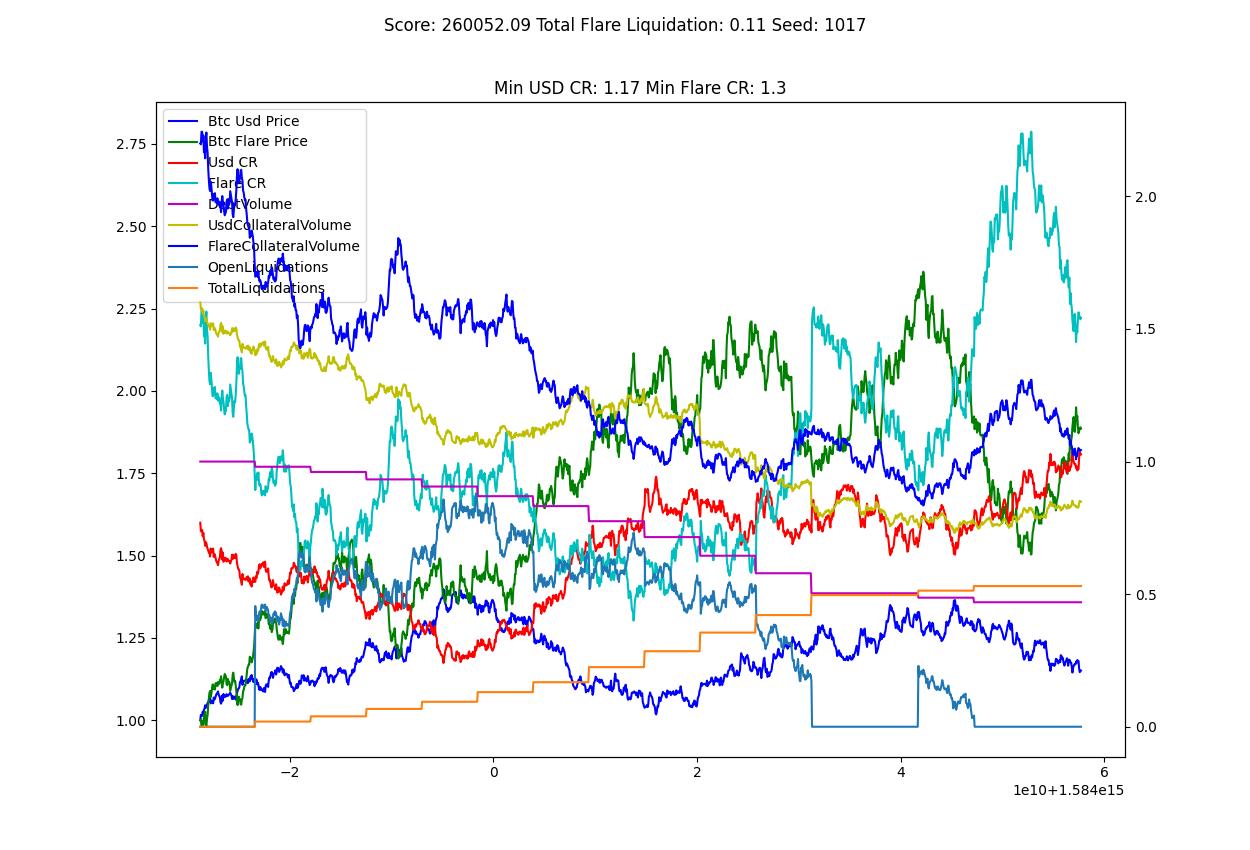 Score: 260052.09 Total Flare Liquidation: 0.11 Seed: 1017
Min USD CR: 1.17 Min Flare CR: 1.3
Btc Usd Price
Btc Flare Price
Usd CR
Flare CR
DebtVolume
UsdCollateralVolume
FlareCollateralVolume
OpenLiquidations
TotalLiquidations
2.75
2.50
2.25
2.00
1.75
1.50
1.25
1.00
2.0
1.5
1.0
0.5
0.0
−2
0
2
4
6
1e10+1.584e15